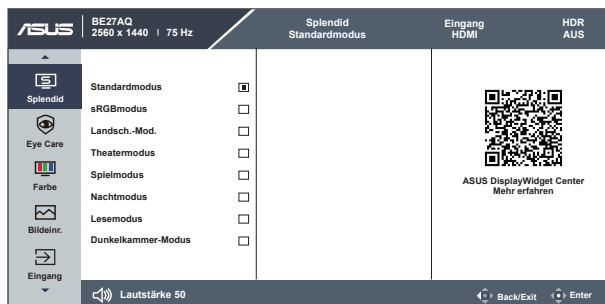 ASUS
BE27AQ
2560 x 1440 | 75 Hz
Splendid
Standardmodus
Eingang
HDMI
HDR
AUS
Splendid
Eye Care
Farbe
Bildeinr.
Eingang
Standardmodus
sRGBmodus
Landsch.-Mod.
Theatermodus
Spielmodus
Nachtmodus
Lesemodus
Dunkelkammer-Modus
ASUS DisplayWidget Center
Mehr erfahren
Lautstärke 50
Back/Exit
Enter